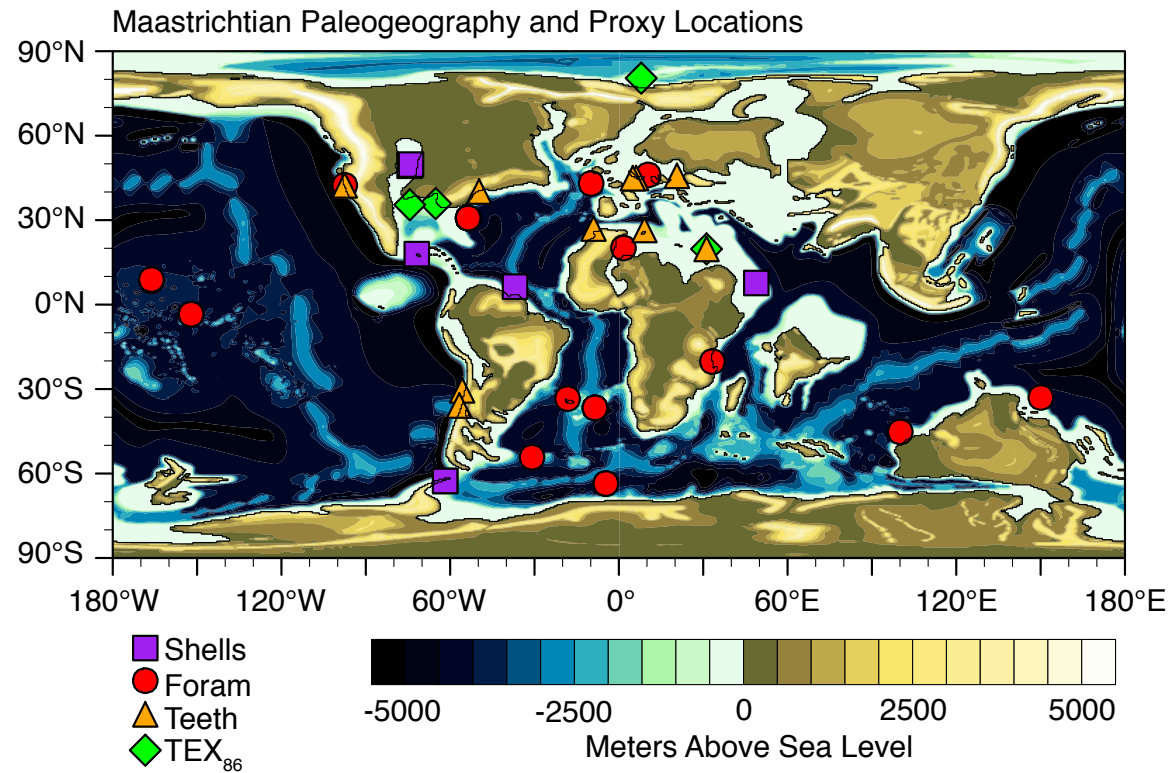 Maastrichtian Paleogeography and Proxy Locations
90°N
60°N
30°N
0°N
30°S
60°S
90°S
180°W 120°W 60°W 0° 60°E 120°E 180°E
Shells
Foram
Teeth
TEX86
-5000 -2500 0 2500 5000
Meters Above Sea Level